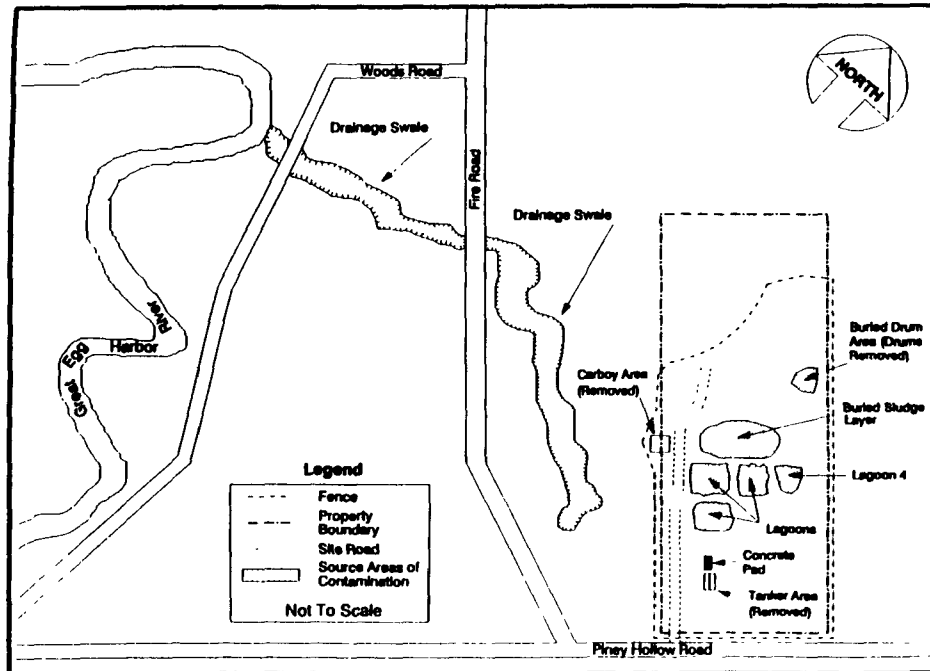 Woods Road
NORTH
Drainage Swale
Fire Road
Drainage Swale
Great Egg Harbor River
Buried Drum
Area (Drums
Removed)
Carboy Area
(Removed)
Buried Sludge
Layer
Lagoon 4
Lagoons
Concrete
Pad
Tanker Area
(Removed)
Legend
Fence
Property
Boundary
Site Road
Source Areas of
Contamination
Not To Scale
Piney Hollow Road